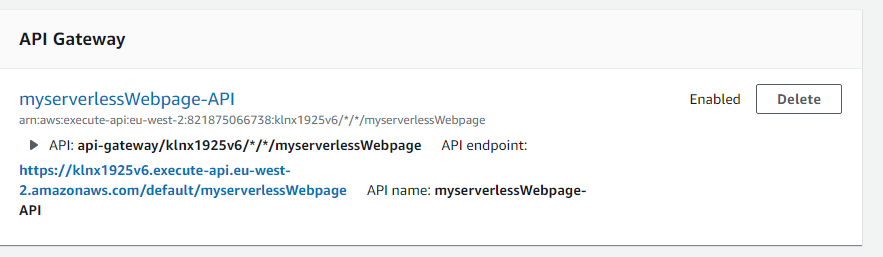 API Gateway
myserverlessWebpage-API
Enabled
Delete
arn:aws:execute-api:eu-west-2:821875066738:klnx1925v6/*/*/myserverlessWebpage
API: api-gateway/klnx1925v6/*/*/myserverlessWebpage API endpoint:
https://klnx1925v6.execute-api.eu-west-
2.amazonaws.com/default/myserverlessWebpage API name: myserverlessWebpage-
API